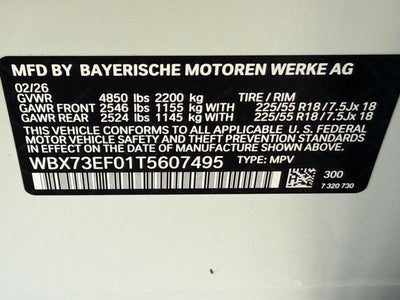 MFD BY BAYERISCHE MOTOREN WERKE AG
02/26
GVWR 4850 lbs 2200 kg TIRE / RIM
GAWR FRONT 2546 lbs 1155 kg WITH 225/55 R18 / 7.5Jx 18
GAWR REAR 2524 lbs 1145 kg WITH 225/55 R18 / 7.5Jx 18
THIS VEHICLE CONFORMS TO ALL APPLICABLE U.S. FEDERAL
MOTOR VEHICLE SAFETY AND THEFT PREVENTION STANDARDS
IN EFFECT ON THE DATE OF MANUFACTURE SHOWN ABOVE.
WBX73EF01T5607495 TYPE: MPV
300
7 320 730